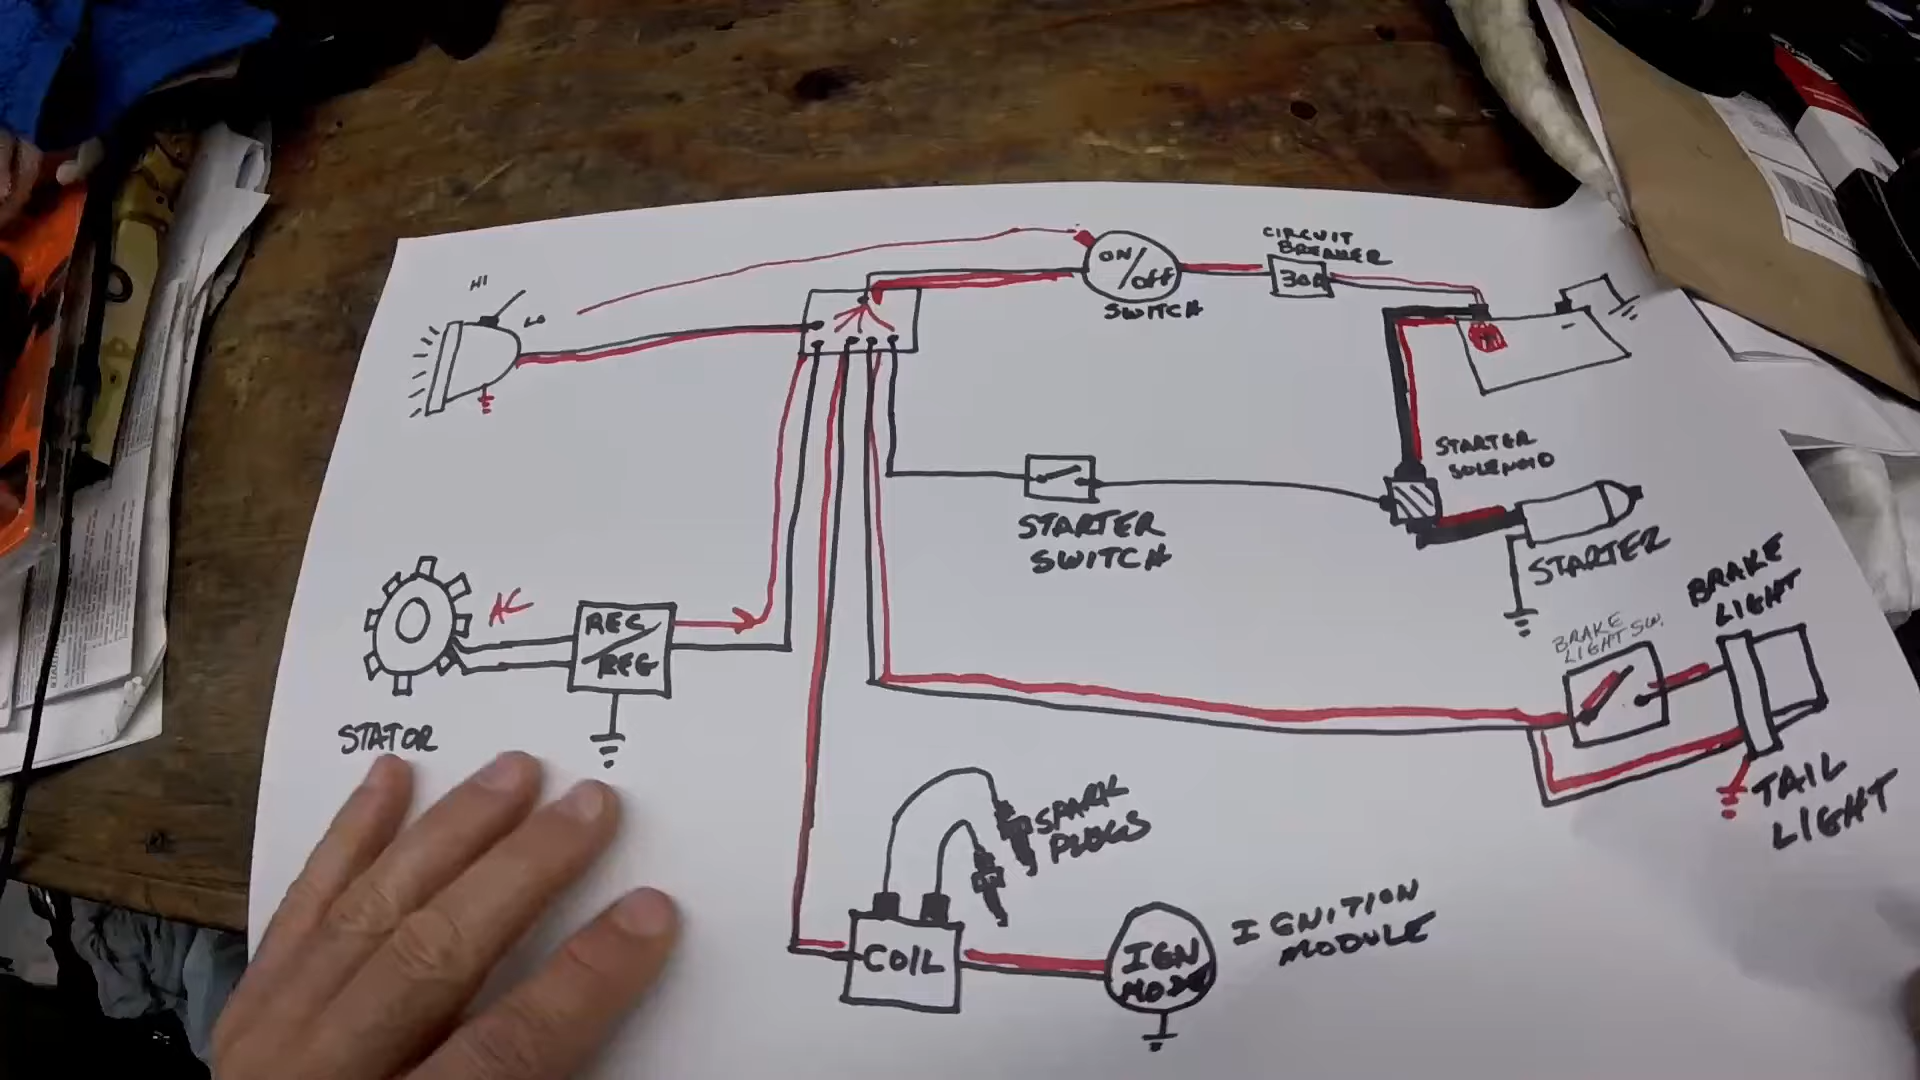 HI
LO
ON/OFF
SWITCH
CIRCUIT
BREAKER
30A
STARTER
SOLENOID
STARTER
SWITCH
STARTER
AC
REC/
REG
STATOR
BRAKE
LIGHT SW.
BRAKE
LIGHT
TAIL
LIGHT
SPARK
PLUGS
COIL
IGN
MODE
IGNITION
MODULE